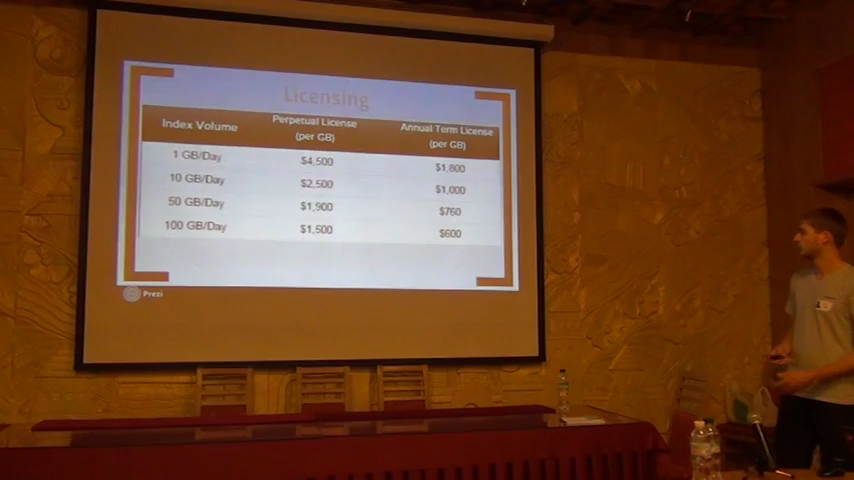 Licensing
Index Volume Perpetual License (per GB) Annual Term License (per GB)
1 GB/Day $4,500 $1,800
10 GB/Day $2,500 $1,000
50 GB/Day $1,900 $760
100 GB/Day $1,500 $600
Prezi